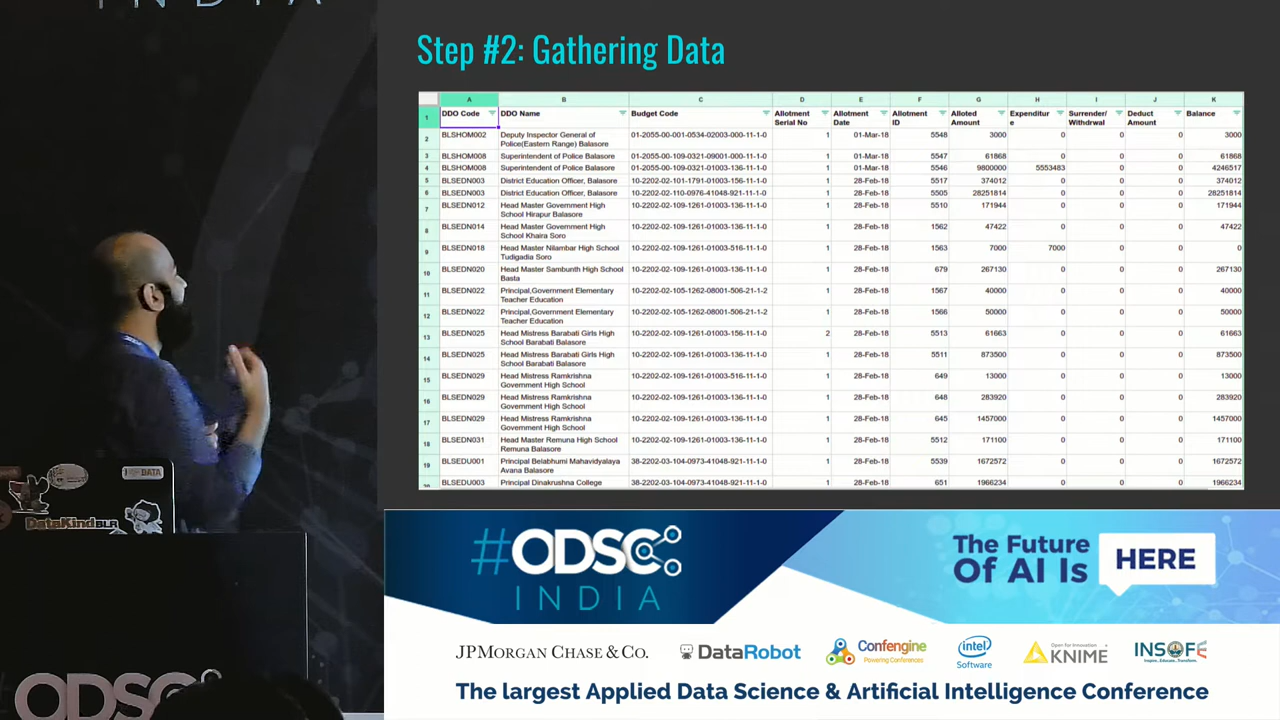 INDIA
Step #2: Gathering Data
A B C D E F G H I J K
1 DDO Code DDO Name Budget Code Allotment Serial No Allotment Date Allotment ID Alloted Amount Expenditure Surrender/ Withdrwal Deduct Amount Balance
2 BLSHOM002 Deputy Inspector General of Police(Eastern Range) Balasore 01-2055-00-001-0534-02003-000-11-1-0 1 01-Mar-18 5548 3000 0 0 0 3000
3 BLSHOM008 Superintendent of Police Balasore 01-2055-00-109-0321-09001-000-11-1-0 1 01-Mar-18 5547 61868 0 0 0 61868
4 BLSHOM008 Superintendent of Police Balasore 01-2055-00-109-0321-01003-136-11-1-0 1 01-Mar-18 5546 9800000 5553483 0 0 4246517
5 BLSEDN003 District Education Officer, Balasore 10-2202-02-101-1791-01003-156-11-1-0 1 28-Feb-18 5517 374012 0 0 0 374012
6 BLSEDN003 District Education Officer, Balasore 10-2202-02-110-0976-41048-921-11-1-0 1 28-Feb-18 5505 28251814 0 0 0 28251814
7 BLSEDN012 Head Master Government High School Hirapur Balasore 10-2202-02-109-1261-01003-136-11-1-0 1 28-Feb-18 5510 171944 0 0 0 171944
8 BLSEDN014 Head Master Government High School Khaira Soro 10-2202-02-109-1261-01003-136-11-1-0 1 28-Feb-18 1562 47422 0 0 0 47422
9 BLSEDN018 Head Master Nilambar High School Tudigadia Soro 10-2202-02-109-1261-01003-516-11-1-0 1 28-Feb-18 1563 7000 7000 0 0 0
10 BLSEDN020 Head Master Sambunth High School Basta 10-2202-02-109-1261-01003-136-11-1-0 1 28-Feb-18 679 267130 0 0 0 267130
11 BLSEDN022 Principal,Government Elementary Teacher Education 10-2202-02-105-1262-08001-506-21-1-2 1 28-Feb-18 1567 40000 0 0 0 40000
12 BLSEDN022 Principal,Government Elementary Teacher Education 10-2202-02-105-1262-08001-506-21-1-2 1 28-Feb-18 1566 50000 0 0 0 50000
13 BLSEDN025 Head Mistress Barabati Girls High School Barabati Balasore 10-2202-02-109-1261-01003-156-11-1-0 2 28-Feb-18 5513 61663 0 0 0 61663
14 BLSEDN025 Head Mistress Barabati Girls High School Barabati Balasore 10-2202-02-109-1261-01003-136-11-1-0 1 28-Feb-18 5511 873500 0 0 0 873500
15 BLSEDN029 Head Mistress Ramkrishna Government High School 10-2202-02-109-1261-01003-516-11-1-0 1 28-Feb-18 649 13000 0 0 0 13000
16 BLSEDN029 Head Mistress Ramkrishna Government High School 10-2202-02-109-1261-01003-136-11-1-0 1 28-Feb-18 648 283920 0 0 0 283920
17 BLSEDN029 Head Mistress Ramkrishna Government High School 10-2202-02-109-1261-01003-136-11-1-0 1 28-Feb-18 645 1457000 0 0 0 1457000
18 BLSEDN031 Head Master Remuna High School Remuna Balasore 10-2202-02-109-1261-01003-136-11-1-0 1 28-Feb-18 5512 171100 0 0 0 171100
19 BLSEDU001 Principal Belabhumi Mahavidyalaya Avana Balasore 38-2202-03-104-0973-41048-921-11-1-0 1 28-Feb-18 5539 1672572 0 0 0 1672572
20 BLSEDU003 Principal Dinakrushna College 38-2202-03-104-0973-41048-921-11-1-0 1 28-Feb-18 651 1966234 0 0 0 1966234
I ❤ DATA
DataKind BLR
ODSC
#ODSC
INDIA
The Future
Of AI Is HERE
JPMORGAN CHASE & CO.
DataRobot
Confengine
Powering Conferences
intel
Software
Open for Innovation
KNIME
INSOFE
Inspire...Educate...Transform.
The largest Applied Data Science & Artificial Intelligence Conference